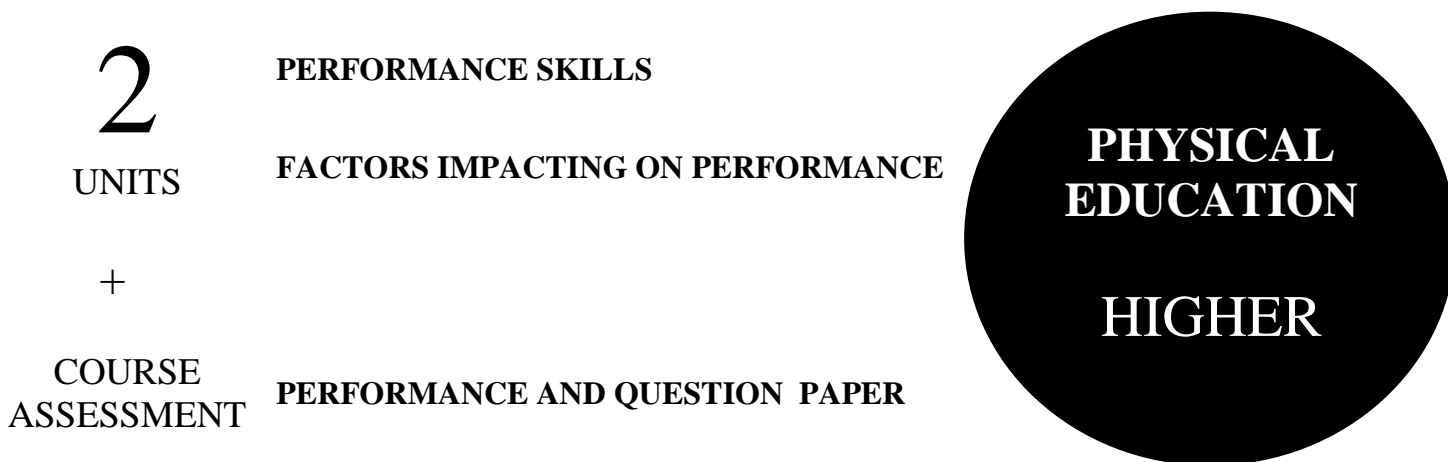 2
UNITS
PERFORMANCE SKILLS
FACTORS IMPACTING ON PERFORMANCE
+
COURSE
ASSESSMENT
PERFORMANCE AND QUESTION PAPER
PHYSICAL
EDUCATION
HIGHER